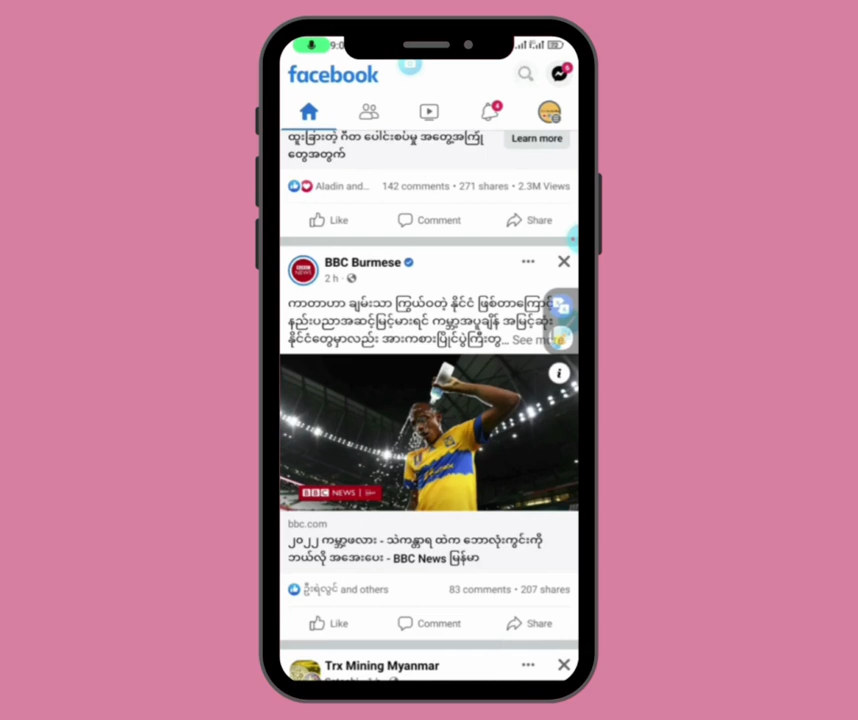 9:0
facebook
6
4
ထူးခြားတဲ့ ဂီတ ပေါင်းစပ်မှု အတွေ့အကြုံ
တွေအတွက်
Learn more
Aladin and... 142 comments • 271 shares • 2.3M Views
Like Comment Share
BBC Burmese
2 h
ကာတာဟာ ချမ်းသာ ကြွယ်ဝတဲ့ နိုင်ငံ ဖြစ်တာကြောင့်
နည်းပညာအဆင့်မြင့်မားရင် ကမ္ဘာ့အပူချိန် အမြင့်ဆုံး
နိုင်ငံတွေမှာလည်း အားကစားပြိုင်ပွဲကြီးတွ... See more
BBC NEWS
bbc.com
၂၀၂၂ ကမ္ဘာ့ဖလား - သဲကန္တာရ ထဲက ဘောလုံးကွင်းကို
ဘယ်လို အအေးပေး - BBC News မြန်မာ
ဦးရဲလွင် and others 83 comments • 207 shares
Like Comment Share
Trx Mining Myanmar